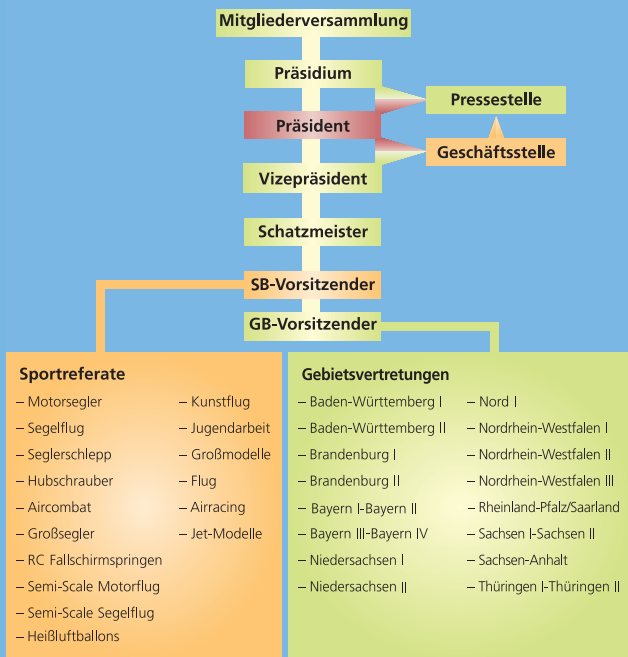 Mitgliederversammlung
Präsidium
Pressestelle
Präsident
Geschäftsstelle
Vizepräsident
Schatzmeister
SB-Vorsitzender
GB-Vorsitzender
Sportreferate
– Motorsegler
– Segelflug
– Seglerschlepp
– Hubschrauber
– Aircombat
– Großsegler
– RC Fallschirmspringen
– Semi-Scale Motorflug
– Semi-Scale Segelflug
– Heißluftballons
– Kunstflug
– Jugendarbeit
– Großmodelle
– Flug
– Airracing
– Jet-Modelle
Gebietsvertretungen
– Baden-Württemberg I
– Baden-Württemberg II
– Brandenburg I
– Brandenburg II
– Bayern I-Bayern II
– Bayern III-Bayern IV
– Niedersachsen I
– Niedersachsen II
– Nord I
– Nordrhein-Westfalen I
– Nordrhein-Westfalen II
– Nordrhein-Westfalen III
– Rheinland-Pfalz/Saarland
– Sachsen I-Sachsen II
– Sachsen-Anhalt
– Thüringen I-Thüringen II